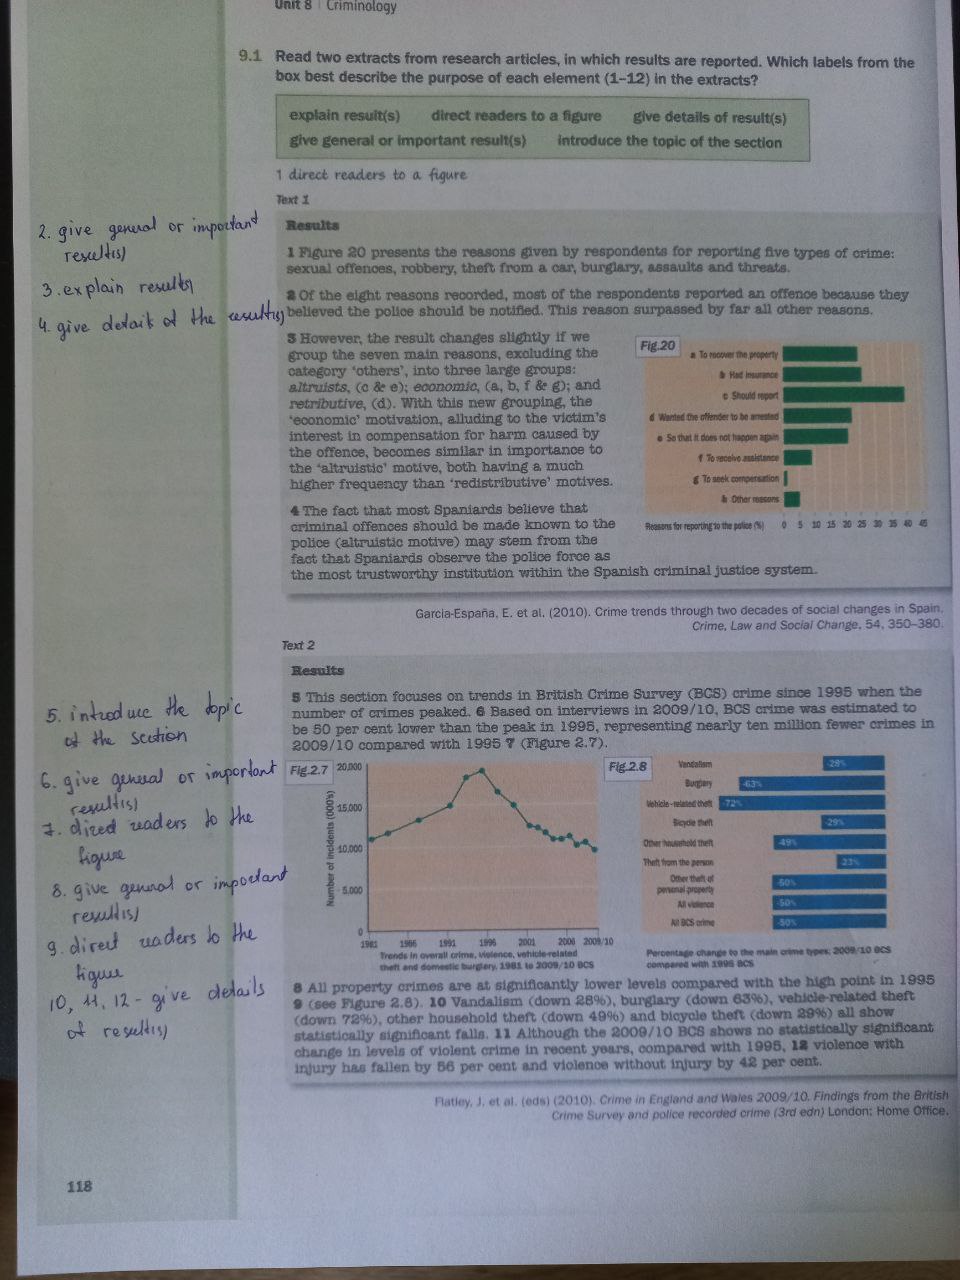 Unit 8 | Criminology
9.1 Read two extracts from research articles, in which results are reported. Which labels from the
box best describe the purpose of each element (1–12) in the extracts?
explain result(s) direct readers to a figure give details of result(s)
give general or important result(s) introduce the topic of the section
1 direct readers to a figure
Text 1
2. give general or important
result(s)
3. explain result(s)
4. give details of the result(s)
Results
1 Figure 20 presents the reasons given by respondents for reporting five types of crime:
sexual offences, robbery, theft from a car, burglary, assaults and threats.
2 Of the eight reasons recorded, most of the respondents reported an offence because they
believed the police should be notified. This reason surpassed by far all other reasons.
3 However, the result changes slightly if we
group the seven main reasons, excluding the
category ‘others’, into three large groups:
altruists, (c & e); economic, (a, b, f & g); and
retributive, (d). With this new grouping, the
‘economic’ motivation, alluding to the victim’s
interest in compensation for harm caused by
the offence, becomes similar in importance to
the ‘altruistic’ motive, both having a much
higher frequency than ‘redistributive’ motives.
4 The fact that most Spaniards believe that
criminal offences should be made known to the
police (altruistic motive) may stem from the
fact that Spaniards observe the police force as
the most trustworthy institution within the Spanish criminal justice system.
Fig.20
a To recover the property
b Had insurance
c Should report
d Wanted the offender to be arrested
e So that it does not happen again
f To receive assistance
g To seek compensation
h Other reasons
Reasons for reporting to the police (%) 0 5 10 15 20 25 30 35 40 45
Garcia-España, E. et al. (2010). Crime trends through two decades of social changes in Spain.
Crime, Law and Social Change, 54, 350–380.
Text 2
5. introduce the topic
of the section
6. give general or important
result(s)
7. direct readers to the
figure
8. give general or important
result(s)
9. direct readers to the
figure
10, 11, 12 - give details
of result(s)
Results
5 This section focuses on trends in British Crime Survey (BCS) crime since 1995 when the
number of crimes peaked. 6 Based on interviews in 2009/10, BCS crime was estimated to
be 50 per cent lower than the peak in 1995, representing nearly ten million fewer crimes in
2009/10 compared with 1995 7 (Figure 2.7).
Fig.2.7
Number of incidents (000's)
20,000
15,000
10,000
5,000
0
1981 1986 1991 1996 2001 2006 2009/10
Trends in overall crime, violence, vehicle-related
theft and domestic burglary, 1981 to 2009/10 BCS
Fig.2.8
Vandalism -28%
Burglary -63%
Vehicle-related theft -72%
Bicycle theft -29%
Other household theft -49%
Theft from the person 23%
Other theft of
personal property -50%
All violence -50%
All BCS crime -50%
Percentage change to the main crime types: 2009/10 BCS
compared with 1995 BCS
8 All property crimes are at significantly lower levels compared with the high point in 1995
9 (see Figure 2.8). 10 Vandalism (down 28%), burglary (down 63%), vehicle-related theft
(down 72%), other household theft (down 49%) and bicycle theft (down 29%) all show
statistically significant falls. 11 Although the 2009/10 BCS shows no statistically significant
change in levels of violent crime in recent years, compared with 1995, 12 violence with
injury has fallen by 56 per cent and violence without injury by 42 per cent.
Flatley, J. et al. (eds) (2010). Crime in England and Wales 2009/10. Findings from the British
Crime Survey and police recorded crime (3rd edn) London: Home Office.
118